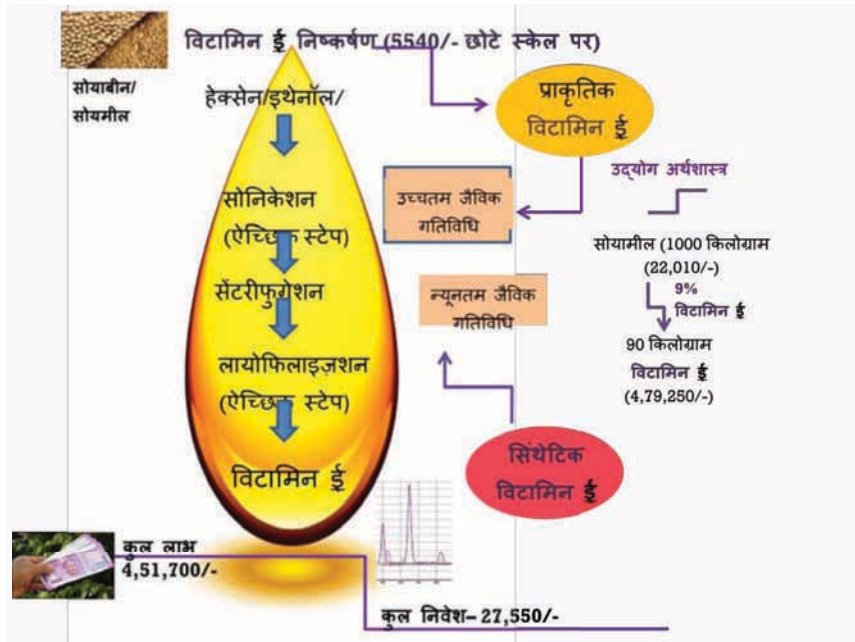 विटामिन ई निष्कर्षण (5540/- छोटे स्केल पर)
सोयाबीन/
सोयमील
हेक्सेन/इथेनॉल/
सोनिकेशन
(ऐच्छिक स्टेप)
सेंटरीफुगेशन
लायोफिलाइज़शन
(ऐच्छिक स्टेप)
विटामिन ई
प्राकृतिक
विटामिन ई
उच्चतम जैविक
गतिविधि
न्यूनतम जैविक
गतिविधि
सिंथेटिक
विटामिन ई
उद्योग अर्थशास्त्र
सोयामील (1000 किलोग्राम
(22,010/-)
9%
विटामिन ई
90 किलोग्राम
विटामिन ई
(4,79,250/-)
कुल लाभ
4,51,700/-
कुल निवेश– 27,550/-